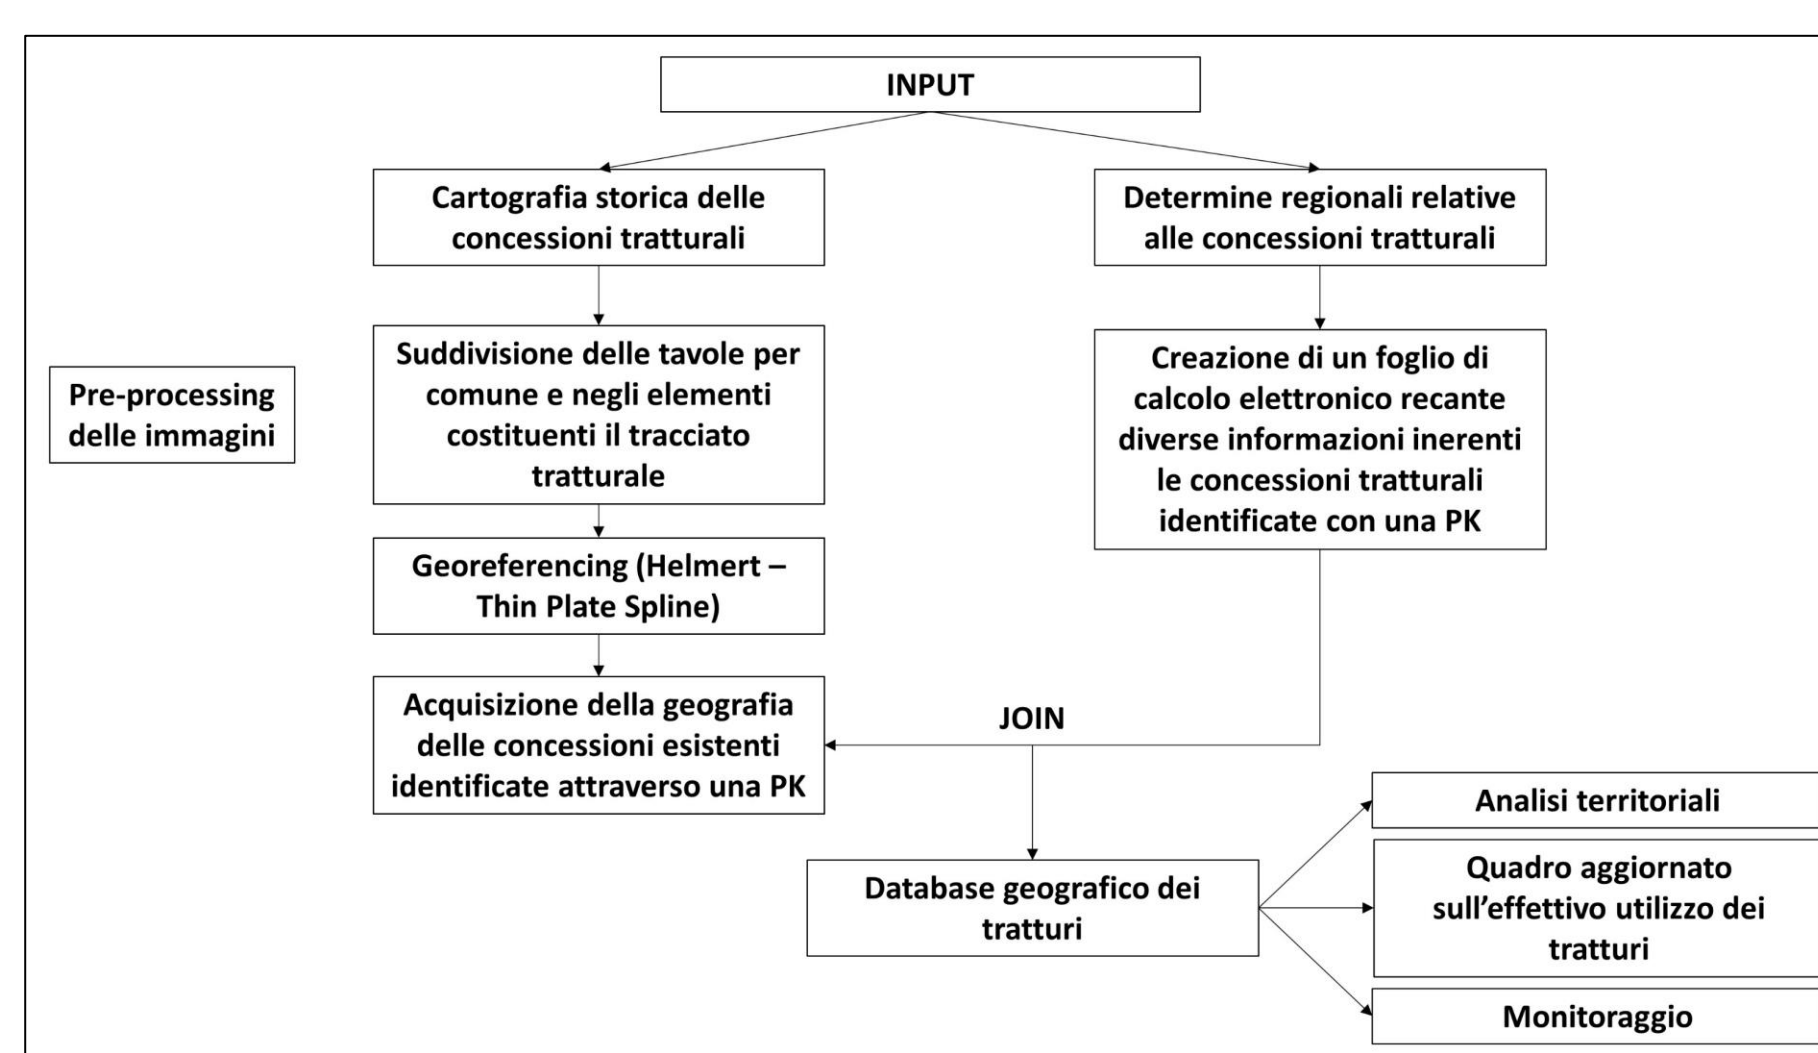 INPUT
Cartografia storica delle
concessioni tratturali
Determine regionali relative
alle concessioni tratturali
Pre-processing
delle immagini
Suddivisione delle tavole per
comune e negli elementi
costituenti il tracciato
tratturale
Creazione di un foglio di
calcolo elettronico recante
diverse informazioni inerenti
le concessioni tratturali
identificate con una PK
Georeferencing (Helmert –
Thin Plate Spline)
Acquisizione della geografia
delle concessioni esistenti
identificate attraverso una PK
JOIN
Database geografico dei
tratturi
Analisi territoriali
Quadro aggiornato
sull’effettivo utilizzo dei
tratturi
Monitoraggio